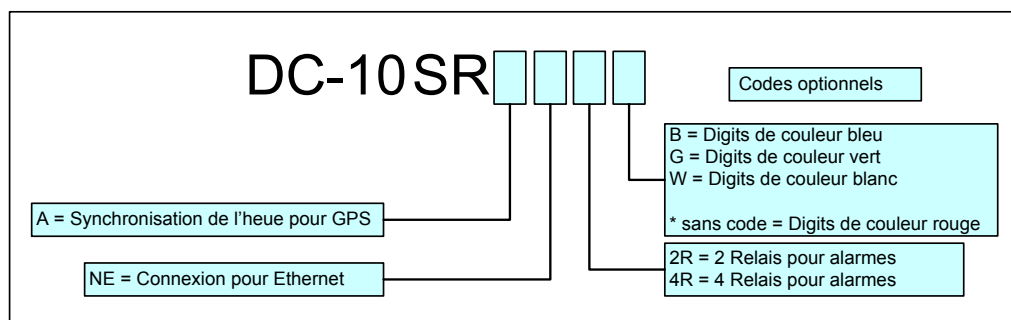 DC-10SR
Codes optionnels
B = Digits de couleur bleu
G = Digits de couleur vert
W = Digits de couleur blanc
* sans code = Digits de couleur rouge
A = Synchronisation de l'heue pour GPS
2R = 2 Relais pour alarmes
4R = 4 Relais pour alarmes
NE = Connexion pour Ethernet